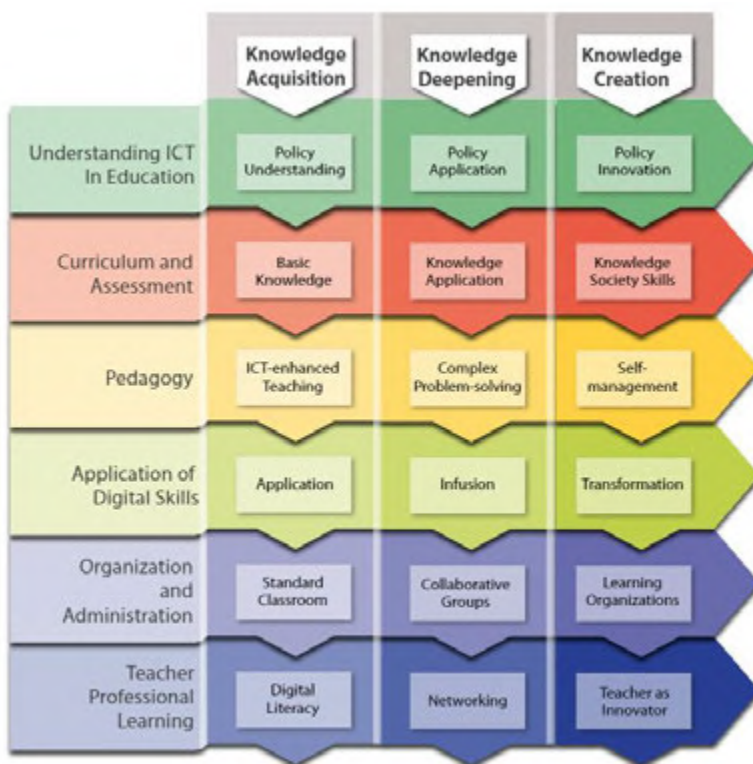 Knowledge
Acquisition
Knowledge
Deepening
Knowledge
Creation
Understanding ICT
In Education
Policy
Understanding
Policy
Application
Policy
Innovation
Curriculum and
Assessment
Basic
Knowledge
Knowledge
Application
Knowledge
Society Skills
Pedagogy
ICT-enhanced
Teaching
Complex
Problem-solving
Self-
management
Application of
Digital Skills
Application
Infusion
Transformation
Organization
and
Administration
Standard
Classroom
Collaborative
Groups
Learning
Organizations
Teacher
Professional
Learning
Digital
Literacy
Networking
Teacher as
Innovator